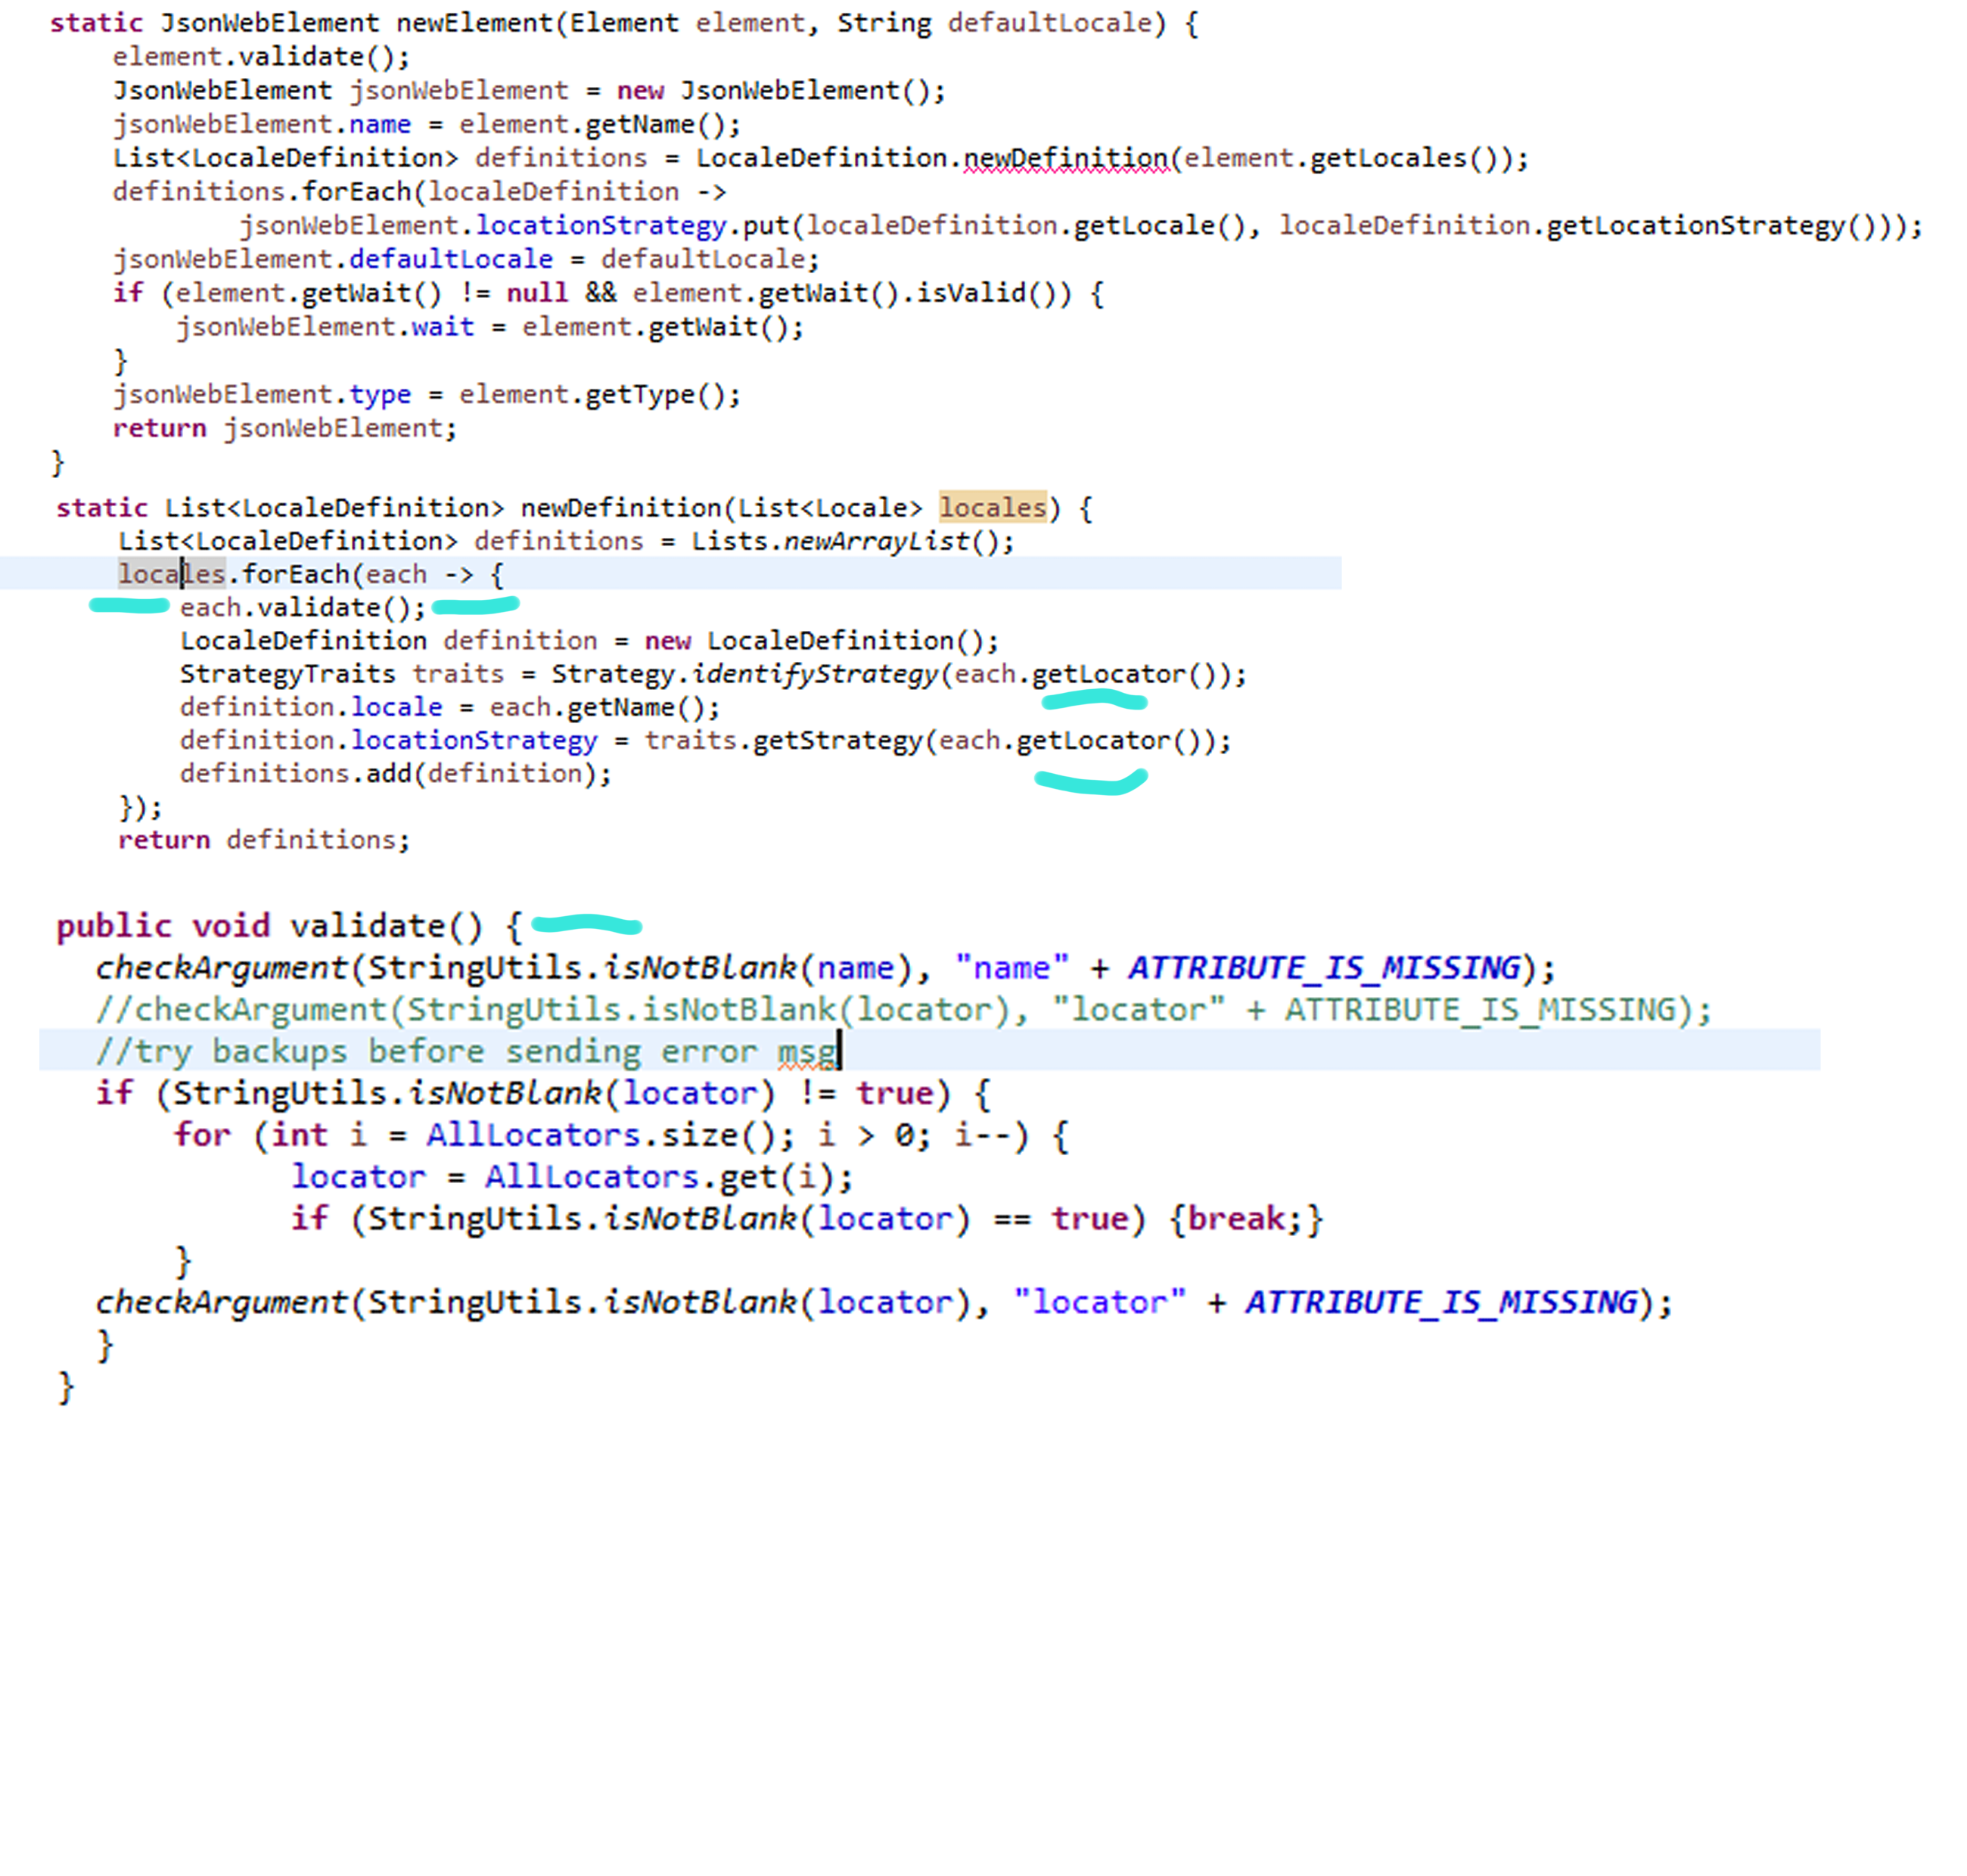 static JsonWebElement newElement(Element element, String defaultLocale) {
element.validate();
JsonWebElement jsonWebElement = new JsonWebElement();
jsonWebElement.name = element.getName();
List<LocaleDefinition> definitions = LocaleDefinition.newDefinition(element.getLocales());
definitions.forEach(localeDefinition ->
jsonWebElement.locationStrategy.put(localeDefinition.getLocale(), localeDefinition.getLocationStrategy()));
jsonWebElement.defaultLocale = defaultLocale;
if (element.getWait() != null && element.getWait().isValid()) {
jsonWebElement.wait = element.getWait();
}
jsonWebElement.type = element.getType();
return jsonWebElement;
}
static List<LocaleDefinition> newDefinition(List<Locale> locales) {
List<LocaleDefinition> definitions = Lists.newArrayList();
locales.forEach(each -> {
each.validate();
LocaleDefinition definition = new LocaleDefinition();
StrategyTraits traits = Strategy.identifyStrategy(each.getLocator());
definition.locale = each.getName();
definition.locationStrategy = traits.getStrategy(each.getLocator());
definitions.add(definition);
});
return definitions;
public void validate() {
checkArgument(StringUtils.isNotBlank(name), "name" + ATTRIBUTE_IS_MISSING);
//checkArgument(StringUtils.isNotBlank(locator), "locator" + ATTRIBUTE_IS_MISSING);
//try backups before sending error msg
if (StringUtils.isNotBlank(locator) != true) {
for (int i = AllLocators.size(); i > 0; i--) {
locator = AllLocators.get(i);
if (StringUtils.isNotBlank(locator) == true) {break;}
}
checkArgument(StringUtils.isNotBlank(locator), "locator" + ATTRIBUTE_IS_MISSING);
}
}